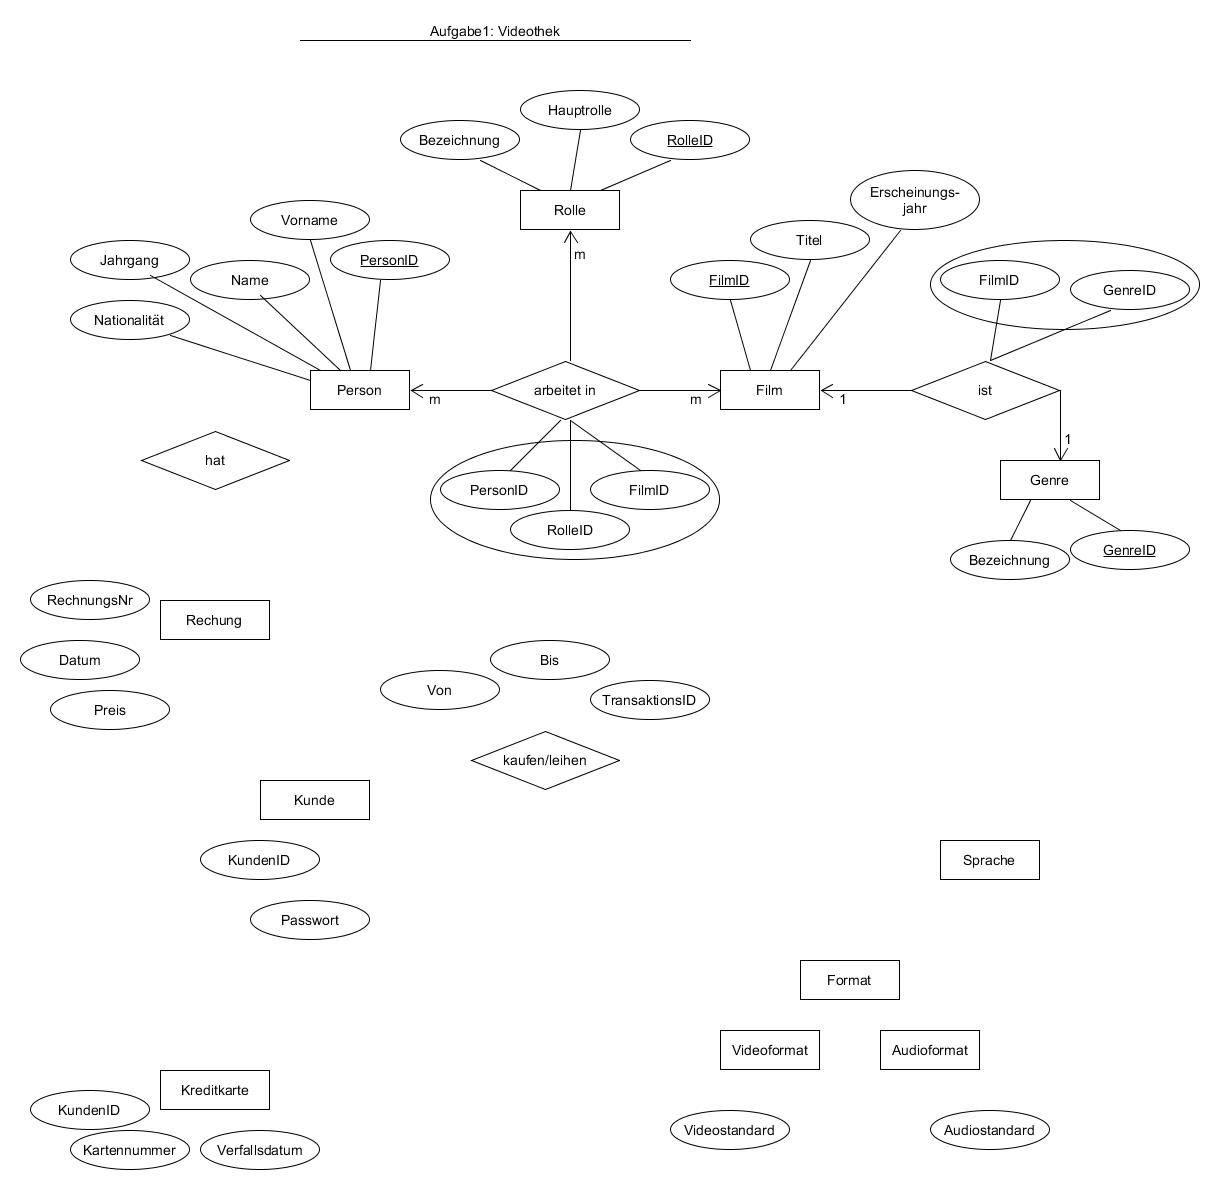 Aufgabe1: Videothek
Hauptrolle
Bezeichnung
RolleID
Rolle
m
Erscheinungs-
jahr
Vorname
Titel
Jahrgang
Name
PersonID
FilmID
FilmID
GenreID
Nationalität
Person
m
arbeitet in
m
Film
1
ist
1
hat
PersonID
FilmID
RolleID
Genre
Bezeichnung
GenreID
RechnungsNr
Rechung
Datum
Preis
Von
Bis
TransaktionsID
kaufen/leihen
Kunde
KundenID
Passwort
Sprache
Format
Videoformat
Audioformat
Kreditkarte
KundenID
Kartennummer
Verfallsdatum
Videostandard
Audiostandard